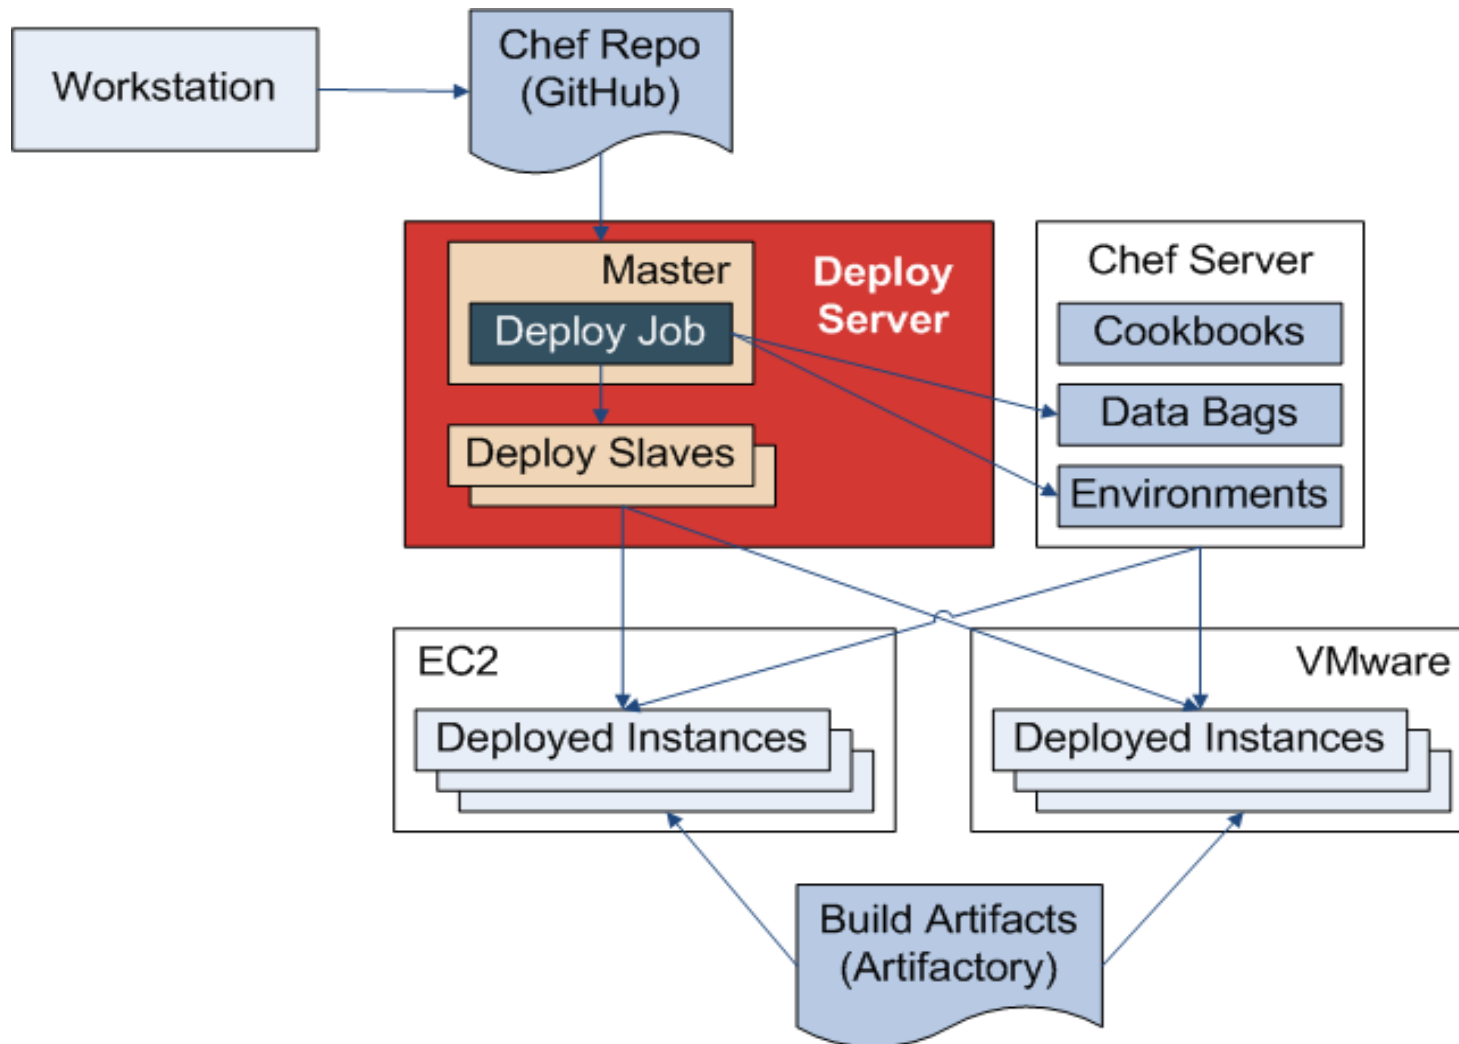 Workstation
Chef Repo
(GitHub)
Master
Deploy Job
Deploy
Server
Deploy Slaves
Chef Server
Cookbooks
Data Bags
Environments
EC2
Deployed Instances
VMware
Deployed Instances
Build Artifacts
(Artifactory)